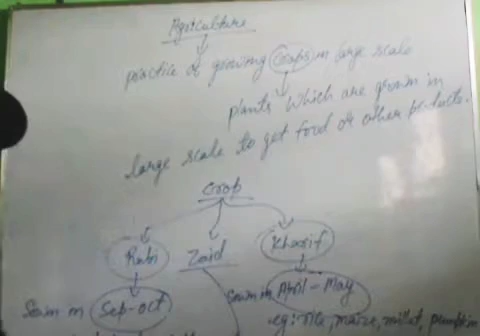 Agriculture
practice of growing Crops in large scale
plants which are grown in
large scale to get food or other products.
Crop
Rabi Zaid Kharif
Sown in Sep-oct Sown in April-May
eg: rice, maize, millet, pumpkin